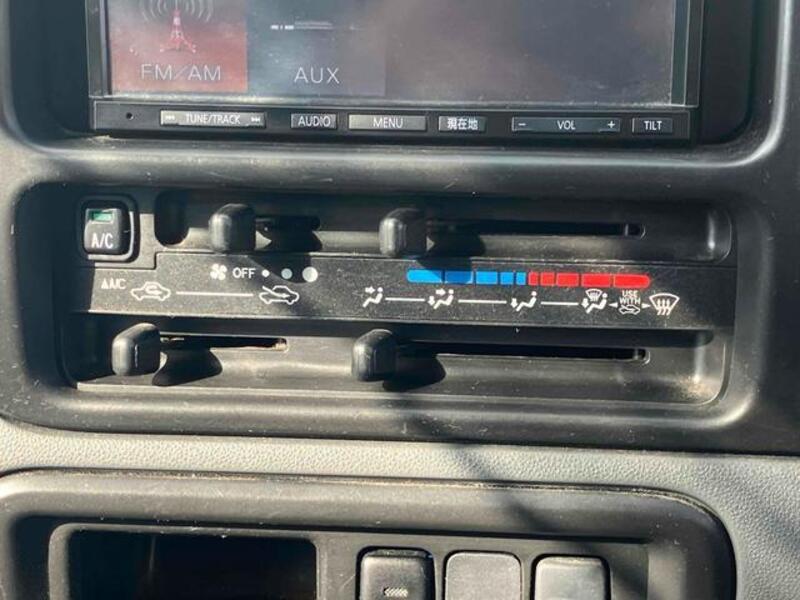 FM/AM
AUX
TUNE/TRACK AUDIO MENU 現在地 − VOL + TILT
A/C
OFF
▲A/C
USE
WITH